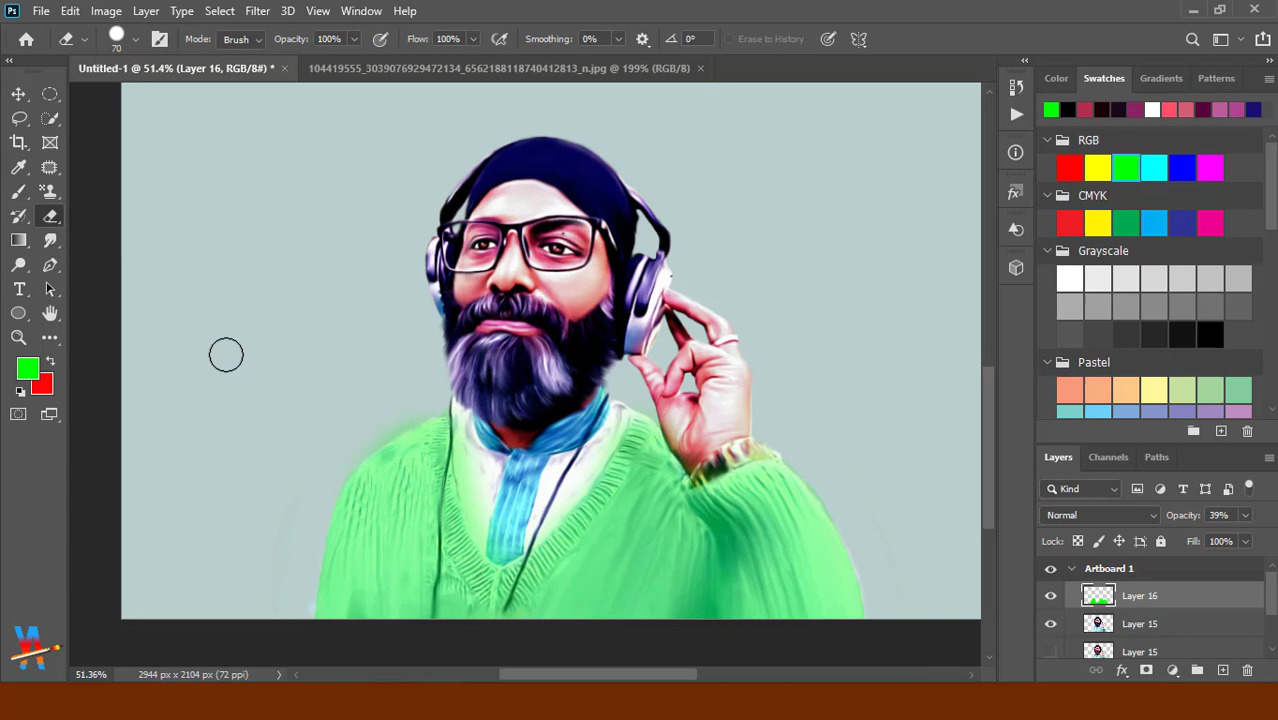 Ps File Edit Image Layer Type Select Filter 3D View Window Help
70 Mode: Brush Opacity: 100% Flow: 100% Smoothing: 0% 0° Erase to History
Untitled-1 @ 51.4% (Layer 16, RGB/8#) * × 104419555_3039076929472134_6562188118740412813_n.jpg @ 199% (RGB/8) ×
Color Swatches Gradients Patterns
RGB
CMYK
Grayscale
Pastel
Layers Channels Paths
Kind
Normal Opacity: 39%
Lock: Fill: 100%
Artboard 1
Layer 16
Layer 15
Layer 15
51.36% 2944 px x 2104 px (72 ppi)